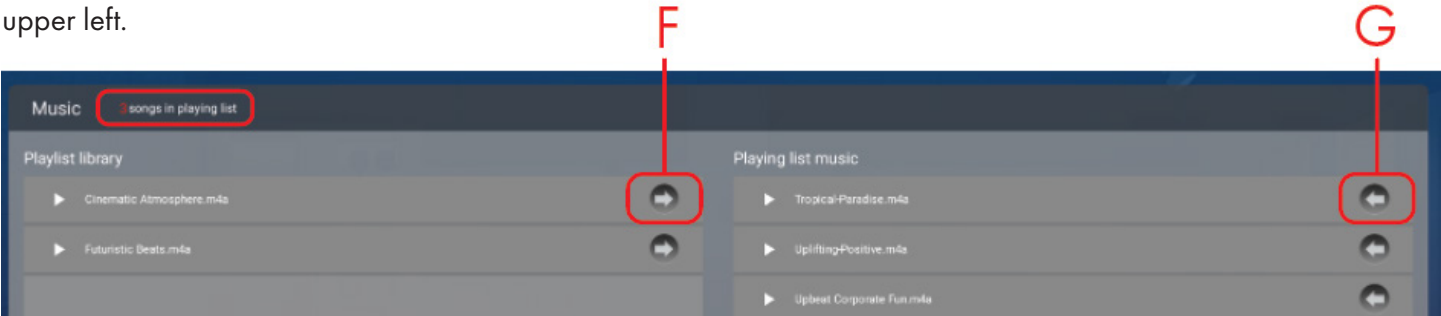 upper left.
F
G
Music 3 songs in playing list
Playlist library
Playing list music
Cinematic Atmosphere.m4a
Tropical-Paradise.m4a
Futuristic Beats.m4a
Uplifting-Positive.m4a
Upbeat Corporate Fun.m4a